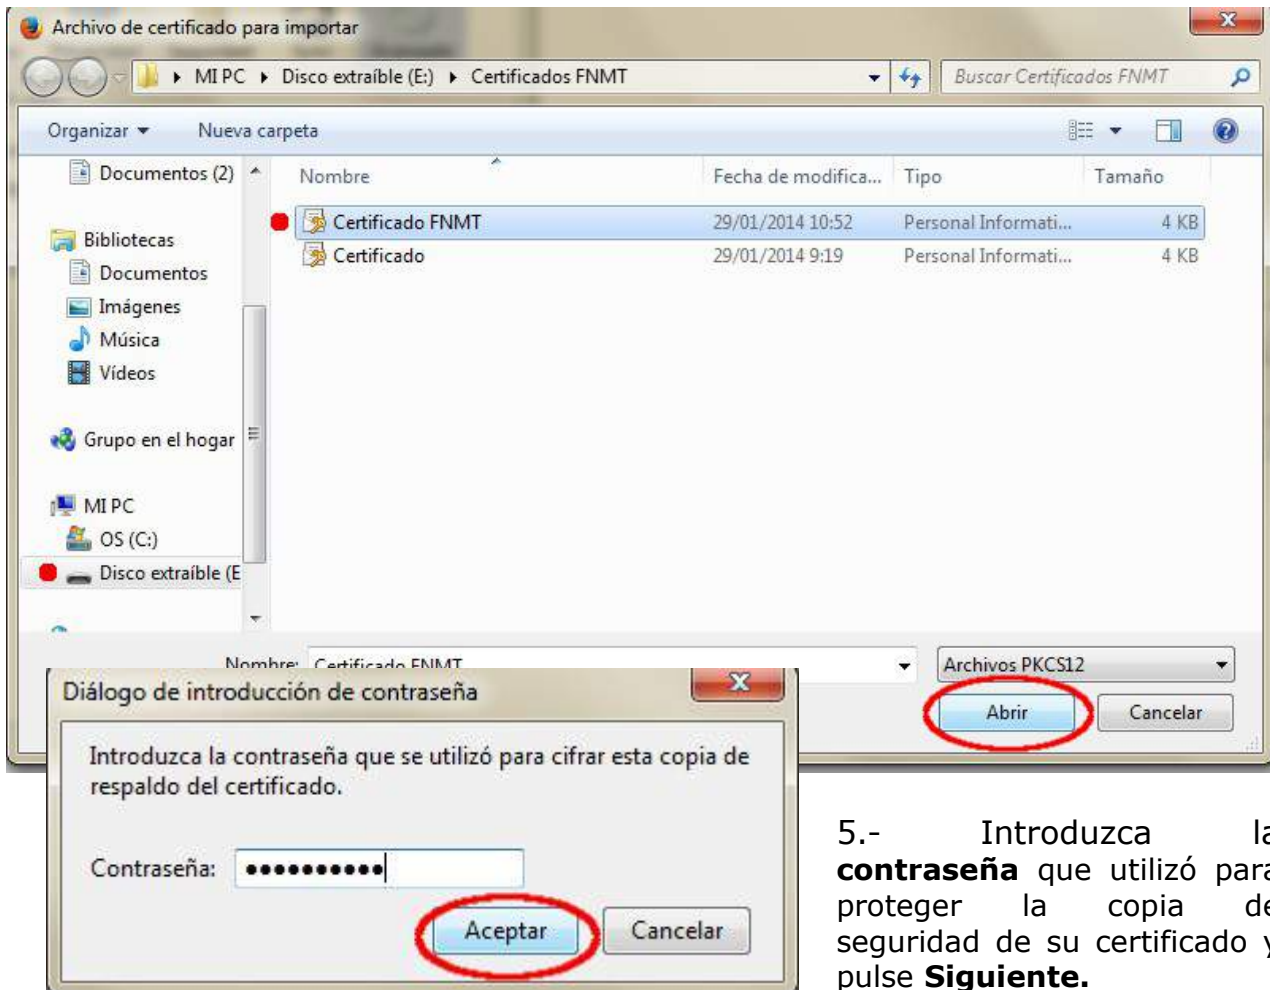 Archivo de certificado para importar
MI PC Disco extraíble (E:) Certificados FNMT
Buscar Certificados FNMT
Organizar Nueva carpeta
Documentos (2)
Nombre Fecha de modifica... Tipo Tamaño
Certificado FNMT 29/01/2014 10:52 Personal Informati... 4 KB
Certificado 29/01/2014 9:19 Personal Informati... 4 KB
Bibliotecas
Documentos
Imágenes
Música
Vídeos
Grupo en el hogar
MI PC
OS (C:)
Disco extraíble (E
Nombre: Certificado FNMT
Archivos PKCS12
Abrir Cancelar
Diálogo de introducción de contraseña
Introduzca la contraseña que se utilizó para cifrar esta copia de
respaldo del certificado.
Contraseña: ••••••••••
Aceptar Cancelar
5.- Introduzca la
contraseña que utilizó para
proteger la copia de
seguridad de su certificado y
pulse Siguiente.